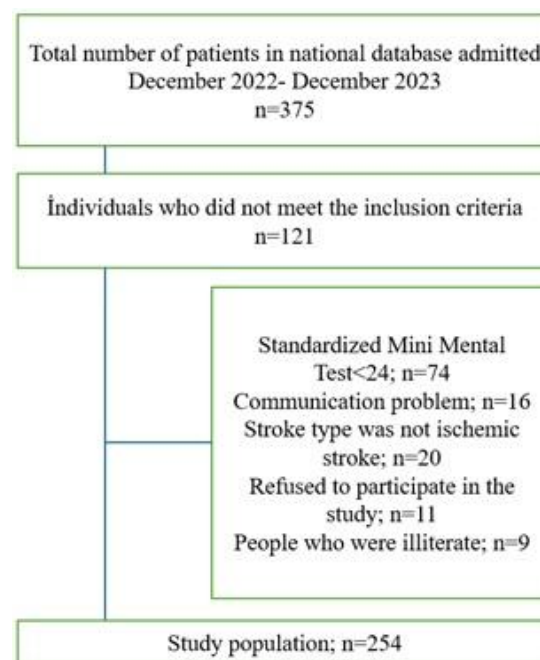 Total number of patients in national database admitted
December 2022- December 2023
n=375
İndividuals who did not meet the inclusion criteria
n=121
Standardized Mini Mental
Test<24; n=74
Communication problem; n=16
Stroke type was not ischemic
stroke; n=20
Refused to participate in the
study; n=11
People who were illiterate; n=9
Study population; n=254